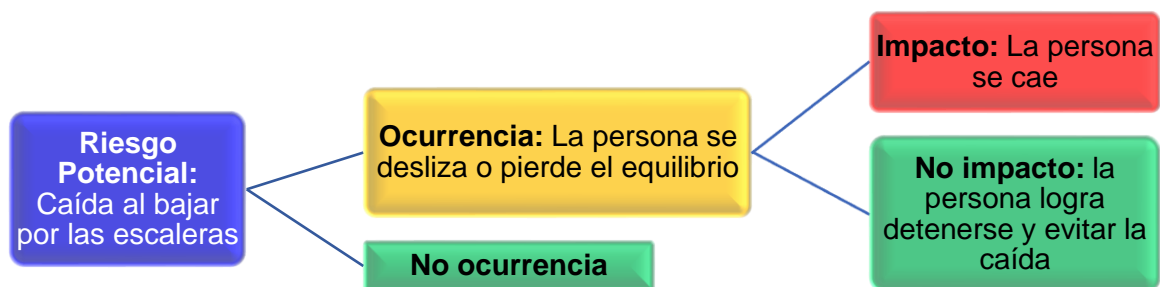 Riesgo
Potencial:
Caída al bajar
por las escaleras
Ocurrencia: La persona se
desliza o pierde el equilibrio
No ocurrencia
Impacto: La persona
se cae
No impacto: la
persona logra
detenerse y evitar la
caída